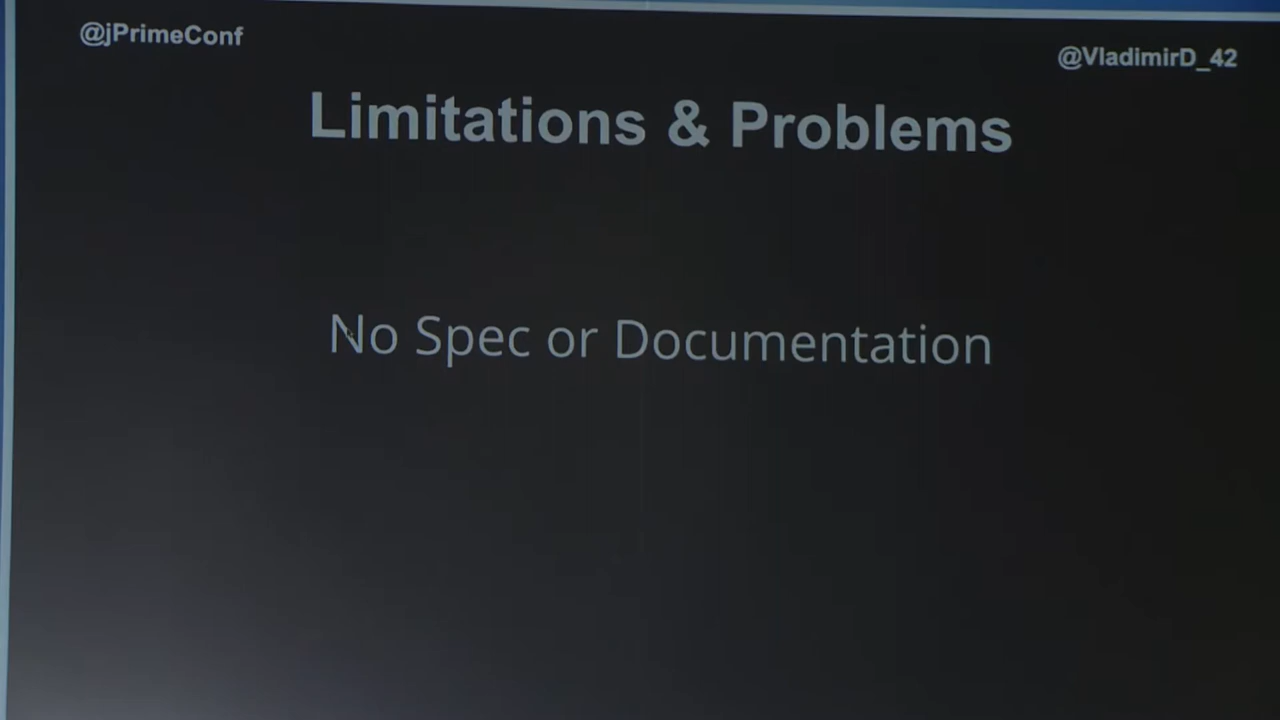 @jPrimeConf
@VladimirD_42
Limitations & Problems
No Spec or Documentation